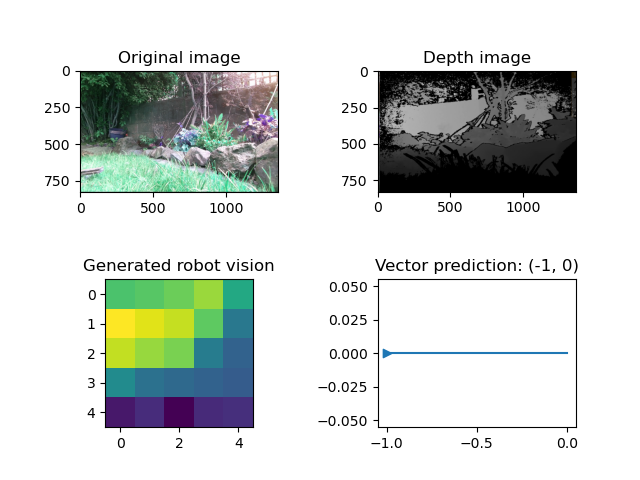 Original image
0
250
500
750
0 500 1000
Depth image
0
250
500
750
0 500 1000
Generated robot vision
0
1
2
3
4
0 2 4
Vector prediction: (-1, 0)
0.050
0.025
0.000
−0.025
−0.050
−1.0 −0.5 0.0